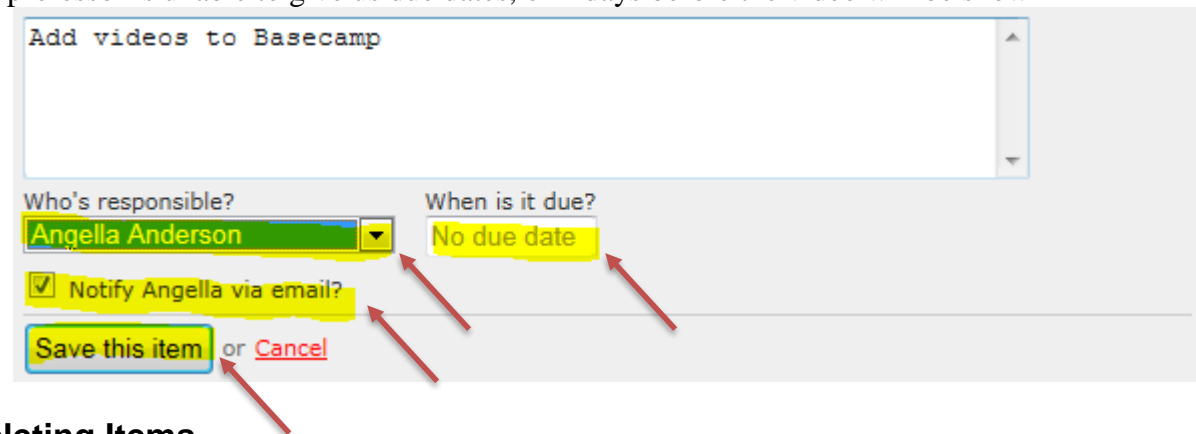 Add videos to Basecamp
Who's responsible? When is it due?
Angella Anderson No due date
Notify Angella via email?
Save this item or Cancel
Items